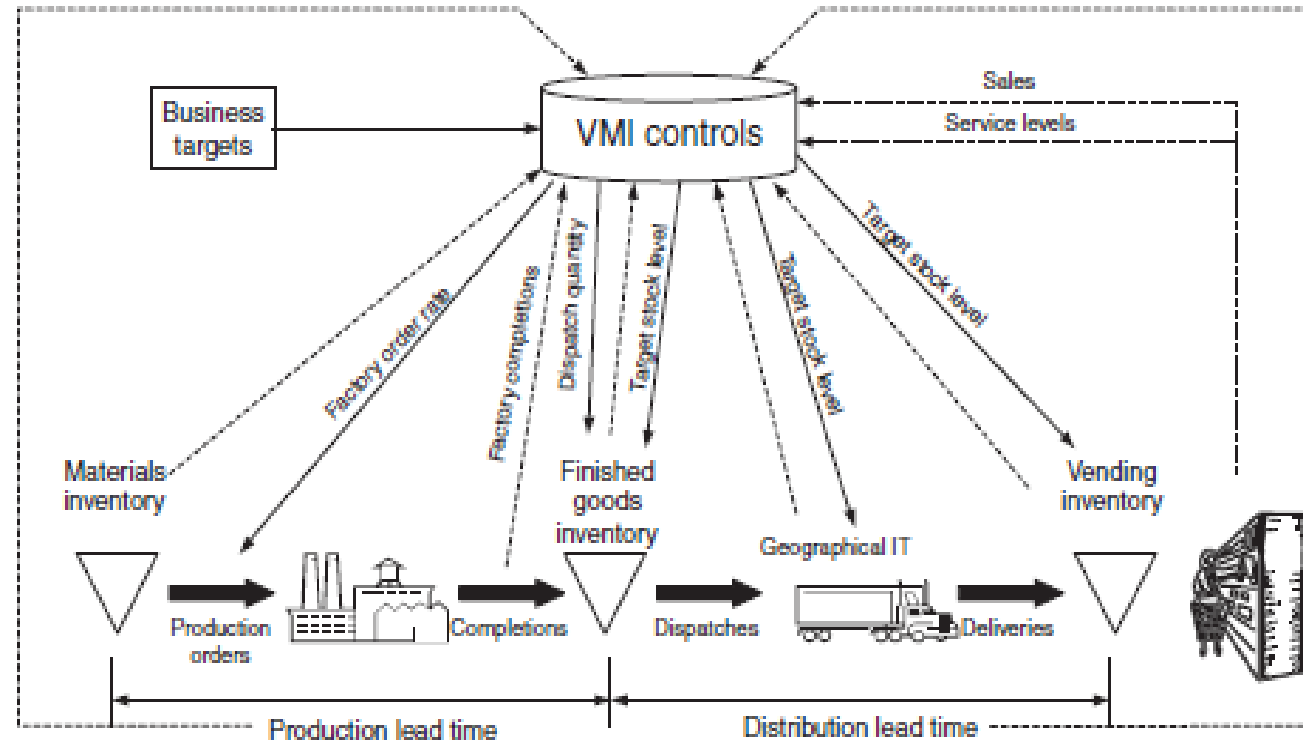 Sales
Business
targets
VMI controls
Service levels
Factory order rate
Factory completions
Dispatch quantity
Target stock level
Target stock level
Target stock level
Materials
inventory
Finished
goods
inventory
Vending
inventory
Geographical IT
Production
orders
Completions
Dispatches
Deliveries
Production lead time
Distribution lead time